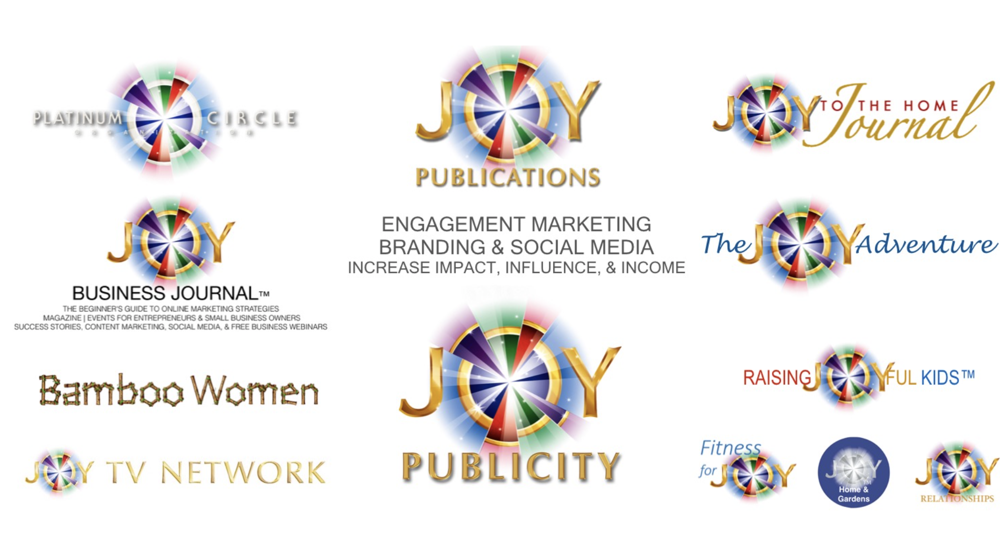 PLATINUM CIRCLE
ORGANIZATION
JOY
BUSINESS JOURNAL™
THE BEGINNER'S GUIDE TO ONLINE MARKETING STRATEGIES
MAGAZINE | EVENTS FOR ENTREPRENEURS & SMALL BUSINESS OWNERS
SUCCESS STORIES, CONTENT MARKETING, SOCIAL MEDIA, & FREE BUSINESS WEBINARS
Bamboo Women
JOY TV NETWORK
JOY
PUBLICATIONS
ENGAGEMENT MARKETING
BRANDING & SOCIAL MEDIA
INCREASE IMPACT, INFLUENCE, & INCOME
JOY
PUBLICITY
JOY TO THE HOME
Journal
The JOY Adventure
RAISING JOYFUL KIDS™
Fitness
for JOY
JOY™
Home &
Gardens
JOY
RELATIONSHIPS